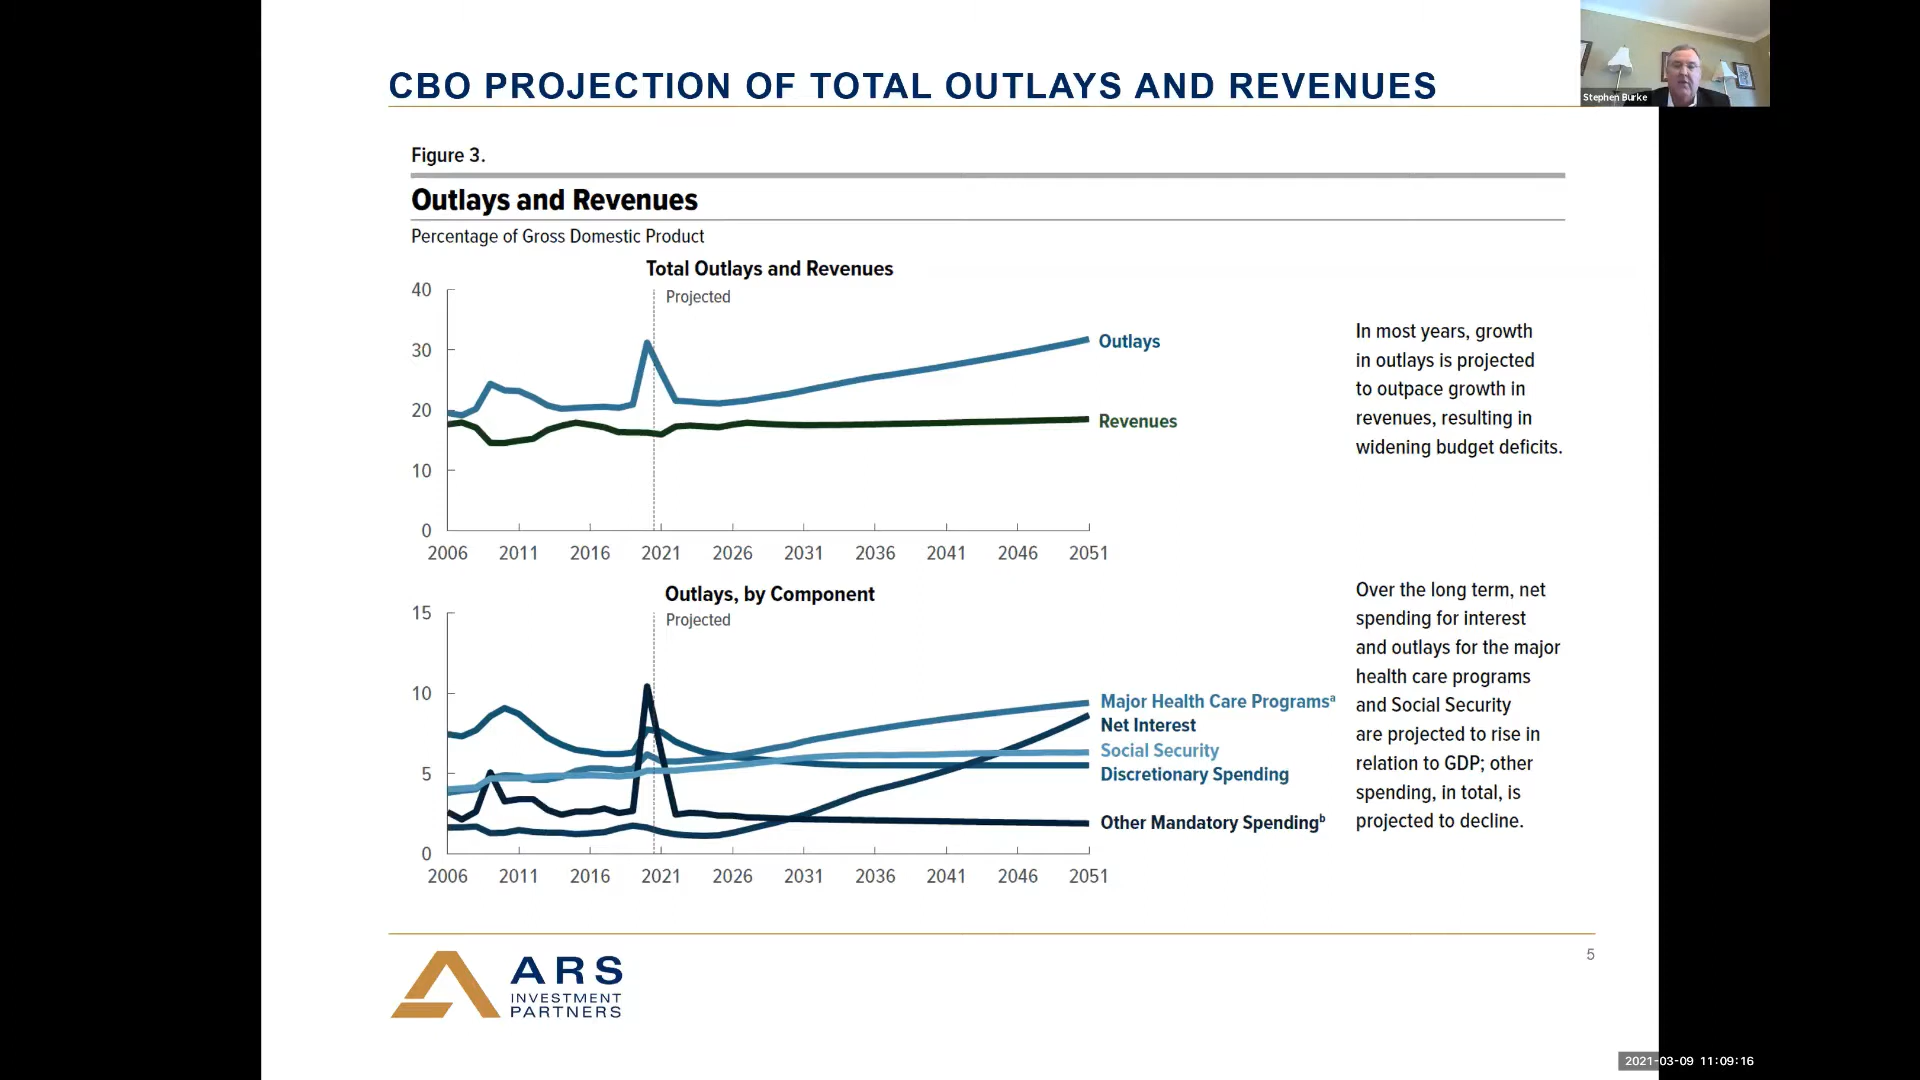 CBO PROJECTION OF TOTAL OUTLAYS AND REVENUES
Stephen Burke
Figure 3.
Outlays and Revenues
Percentage of Gross Domestic Product
Total Outlays and Revenues
Projected
40
30
20
10
0
Outlays
Revenues
2006 2011 2016 2021 2026 2031 2036 2041 2046 2051
In most years, growth
in outlays is projected
to outpace growth in
revenues, resulting in
widening budget deficits.
Outlays, by Component
Projected
15
10
5
0
Major Health Care Programsᵃ
Net Interest
Social Security
Discretionary Spending
Other Mandatory Spendingᵇ
2006 2011 2016 2021 2026 2031 2036 2041 2046 2051
Over the long term, net
spending for interest
and outlays for the major
health care programs
and Social Security
are projected to rise in
relation to GDP; other
spending, in total, is
projected to decline.
ARS
INVESTMENT
PARTNERS
5
2021-03-09 11:09:16